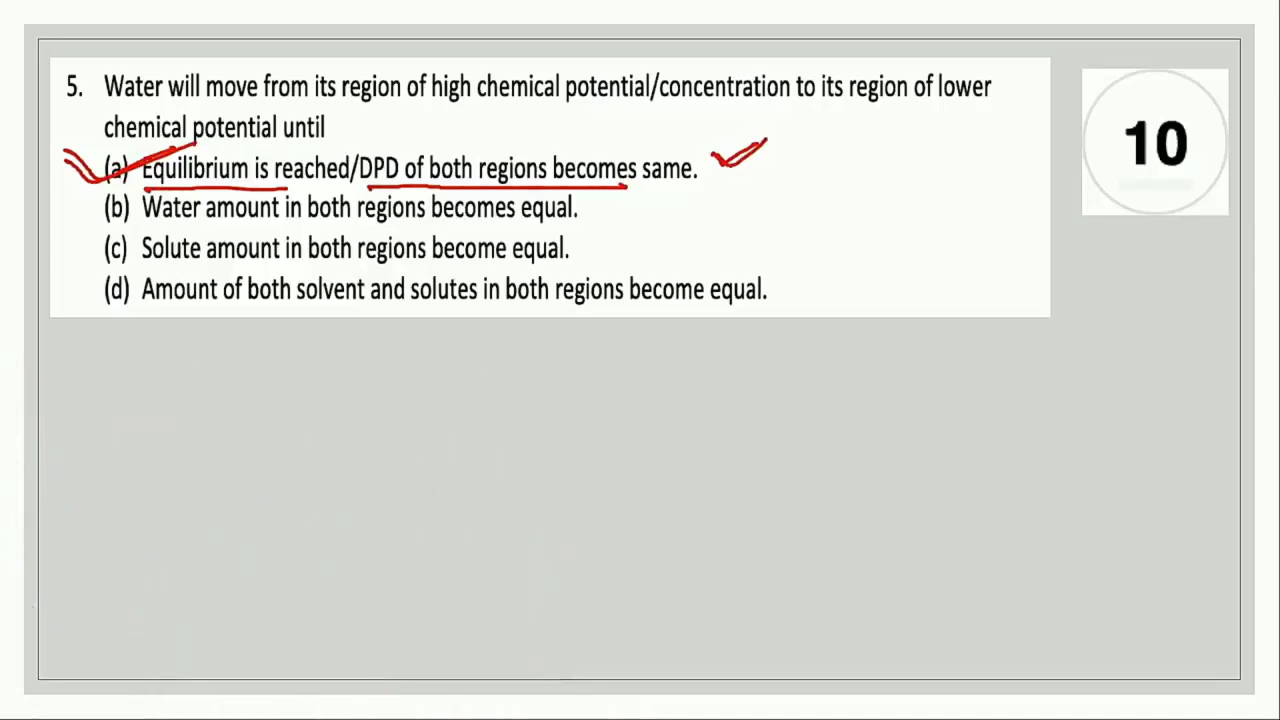 5. Water will move from its region of high chemical potential/concentration to its region of lower
chemical potential until
(a) Equilibrium is reached/DPD of both regions becomes same.
(b) Water amount in both regions becomes equal.
(c) Solute amount in both regions become equal.
(d) Amount of both solvent and solutes in both regions become equal.
10